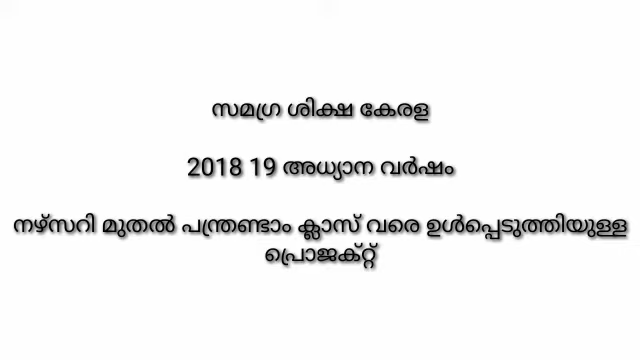 സമഗ്ര ശിക്ഷ കേരള
2018 19 അധ്യാന വർഷം
നഴ്സറി മുതൽ പന്ത്രണ്ടാം ക്ലാസ് വരെ ഉൾപ്പെടുത്തിയുള്ള
പ്രൊജക്റ്റ്